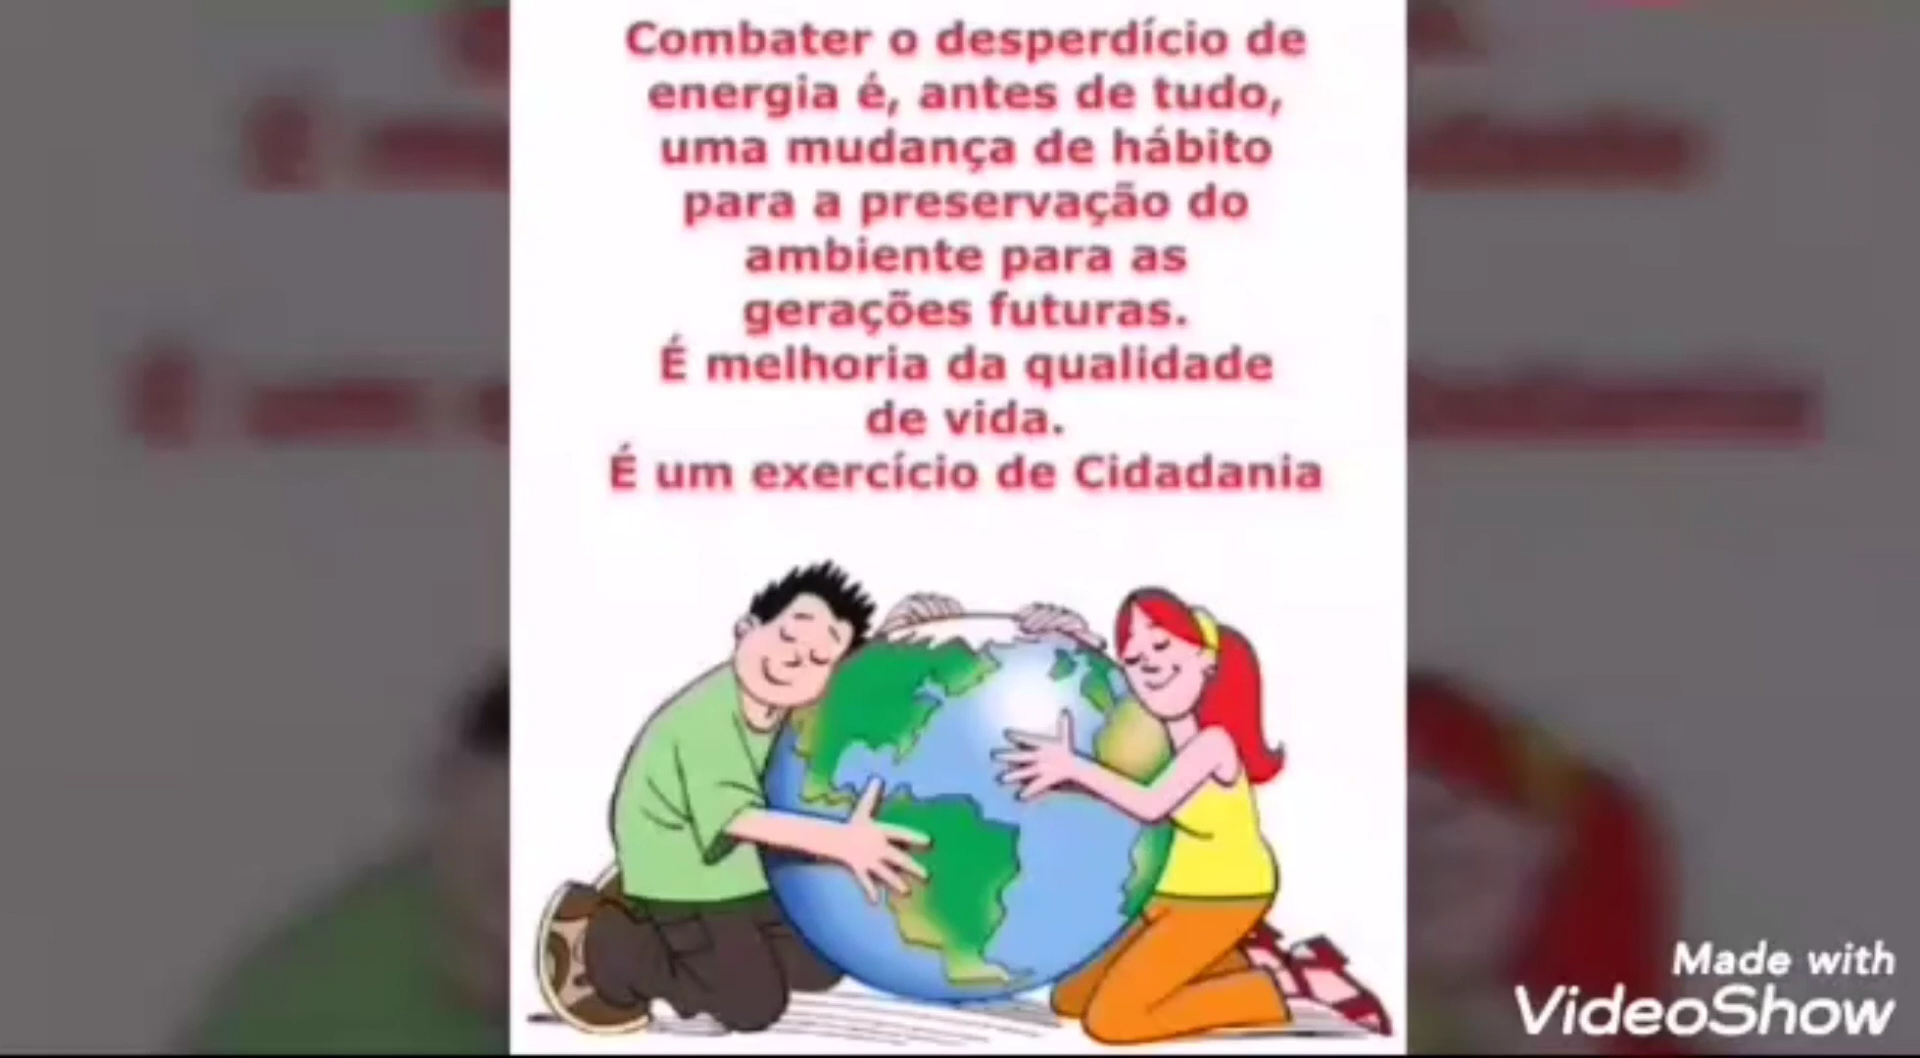 Combater o desperdício de
energia é, antes de tudo,
uma mudança de hábito
para a preservação do
ambiente para as
gerações futuras.
É melhoria da qualidade
de vida.
É um exercício de Cidadania
Made with
VideoShow